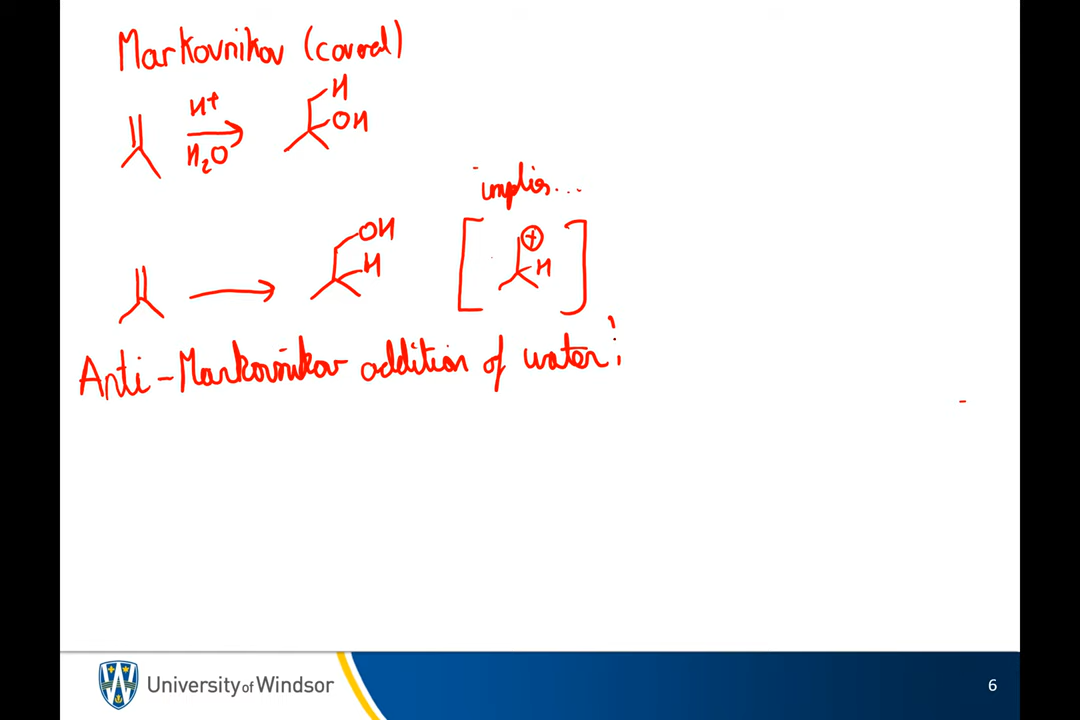 Markovnikov (covered)
H
H+
OH
H2O
implies...
OH
+
H
H
Anti-Markovnikov addition of water:
University of Windsor
6